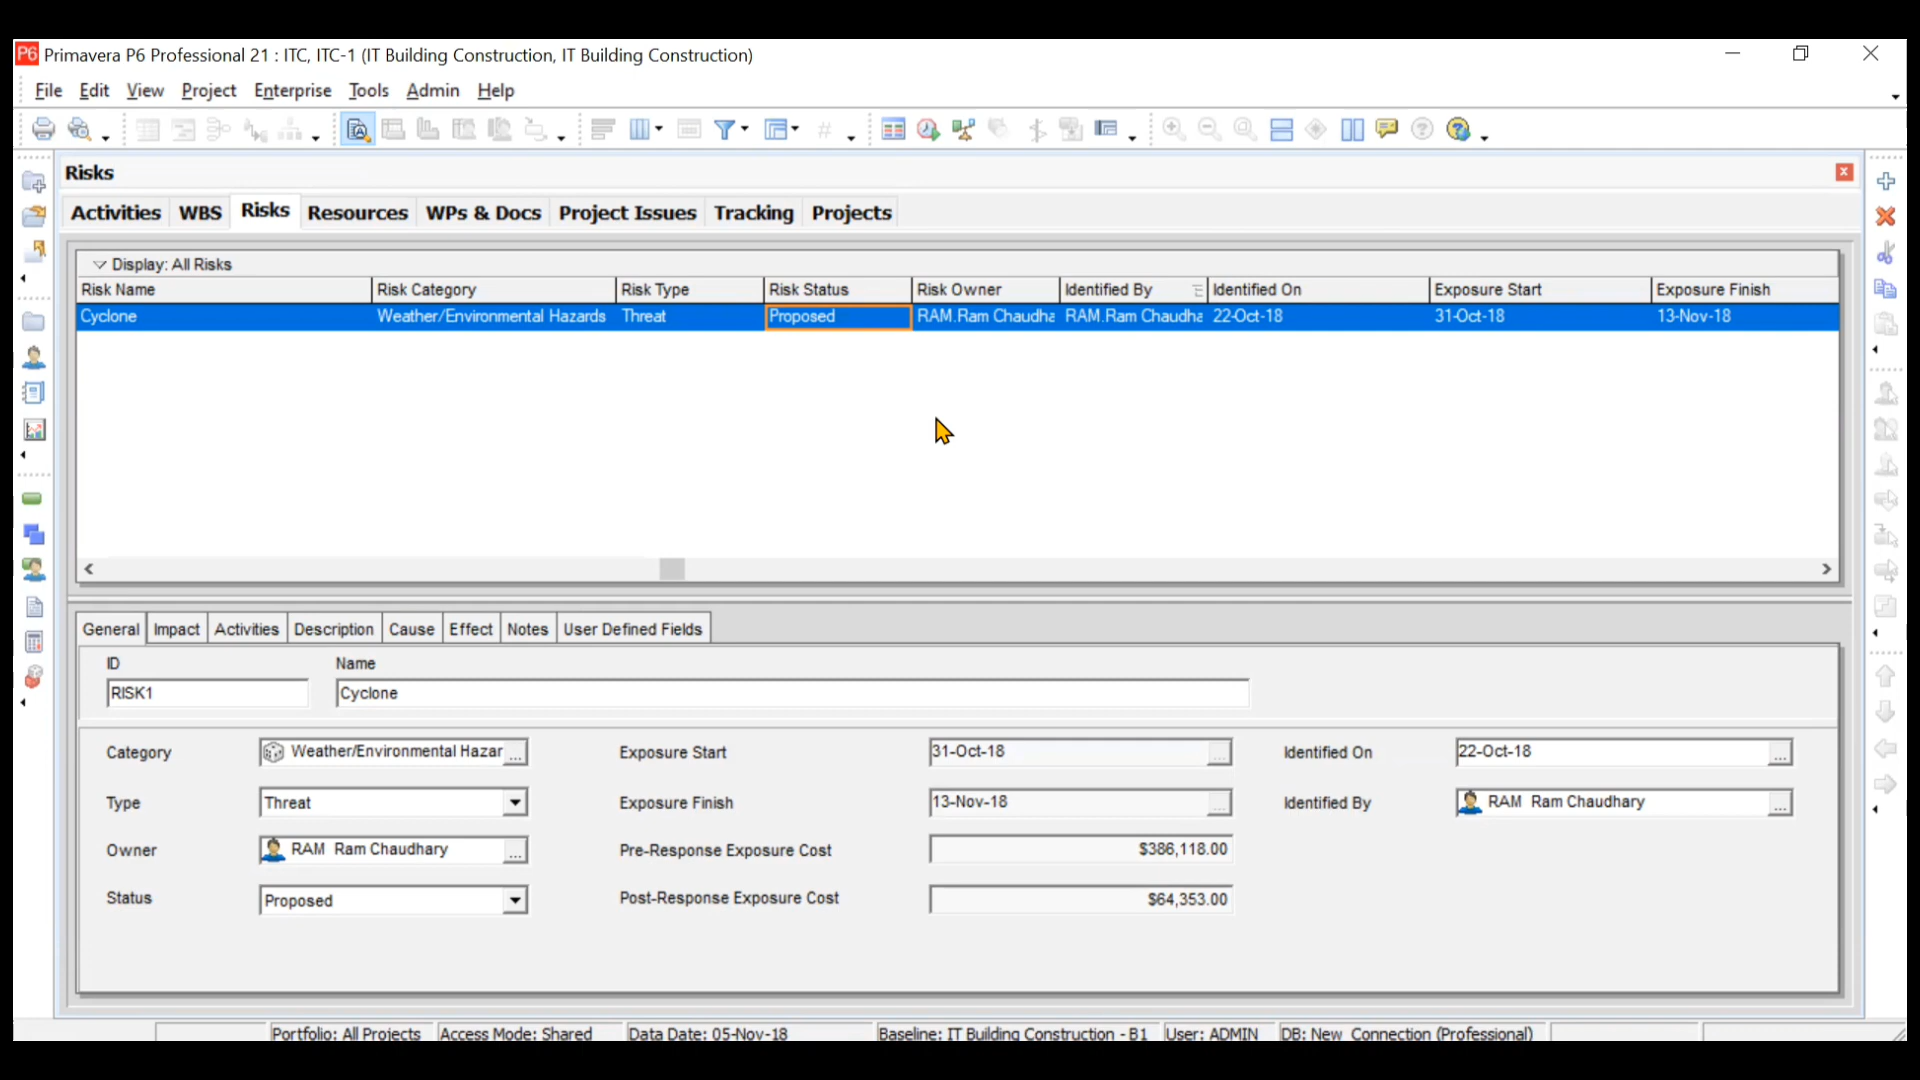 P6 Primavera P6 Professional 21 : ITC, ITC-1 (IT Building Construction, IT Building Construction)
File Edit View Project Enterprise Tools Admin Help
Risks
Activities WBS Risks Resources WPs & Docs Project Issues Tracking Projects
Display: All Risks
Risk Name Risk Category Risk Type Risk Status Risk Owner Identified By Identified On Exposure Start Exposure Finish
Cyclone Weather/Environmental Hazards Threat Proposed RAM.Ram Chaudha RAM.Ram Chaudha 22-Oct-18 31-Oct-18 13-Nov-18
General Impact Activities Description Cause Effect Notes User Defined Fields
ID Name
RISK1 Cyclone
Category Weather/Environmental Hazar ... Exposure Start 31-Oct-18 ... Identified On 22-Oct-18 ...
Type Threat Exposure Finish 13-Nov-18 ... Identified By RAM Ram Chaudhary ...
Owner RAM Ram Chaudhary ... Pre-Response Exposure Cost $386,118.00
Status Proposed Post-Response Exposure Cost $64,353.00
Portfolio: All Projects Access Mode: Shared Data Date: 05-Nov-18 Baseline: IT Building Construction - B1 User: ADMIN DB: New_Connection (Professional)